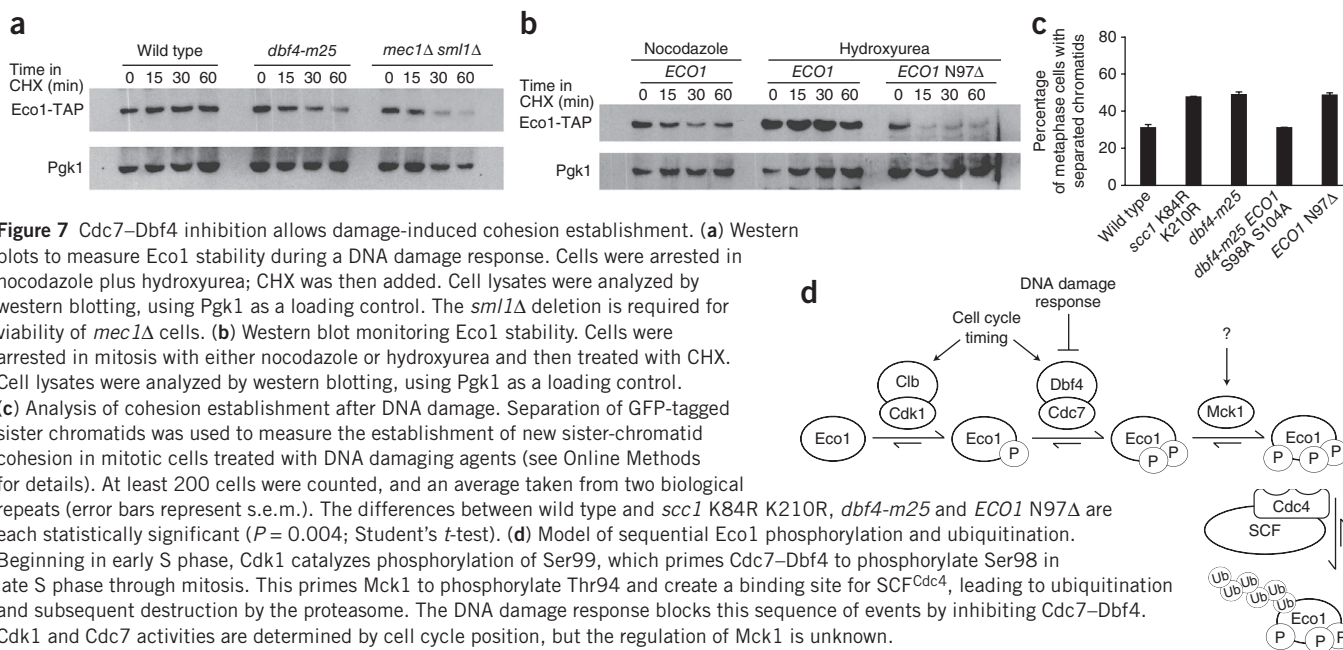 a
Wild type dbf4-m25 mec1Δ sml1Δ
Time in
CHX (min) 0 15 30 60 0 15 30 60 0 15 30 60
Eco1-TAP
Pgk1
b
Nocodazole Hydroxyurea
ECO1 ECO1 ECO1 N97Δ
Time in
CHX (min) 0 15 30 60 0 15 30 60 0 15 30 60
Eco1-TAP
Pgk1
c
Percentage
of metaphase cells with
separated chromatids
80
60
40
20
0
Wild type
scc1 K84R
K210R
dbf4-m25
dbf4-m25 ECO1
S98A S104A
ECO1 N97Δ
Figure 7 Cdc7–Dbf4 inhibition allows damage-induced cohesion establishment. (a) Western
blots to measure Eco1 stability during a DNA damage response. Cells were arrested in
nocodazole plus hydroxyurea; CHX was then added. Cell lysates were analyzed by
western blotting, using Pgk1 as a loading control. The sml1Δ deletion is required for
viability of mec1Δ cells. (b) Western blot monitoring Eco1 stability. Cells were
arrested in mitosis with either nocodazole or hydroxyurea and then treated with CHX.
Cell lysates were analyzed by western blotting, using Pgk1 as a loading control.
(c) Analysis of cohesion establishment after DNA damage. Separation of GFP-tagged
sister chromatids was used to measure the establishment of new sister-chromatid
cohesion in mitotic cells treated with DNA damaging agents (see Online Methods
for details). At least 200 cells were counted, and an average taken from two biological
repeats (error bars represent s.e.m.). The differences between wild type and scc1 K84R K210R, dbf4-m25 and ECO1 N97Δ are
each statistically significant (P = 0.004; Student's t-test). (d) Model of sequential Eco1 phosphorylation and ubiquitination.
Beginning in early S phase, Cdk1 catalyzes phosphorylation of Ser99, which primes Cdc7–Dbf4 to phosphorylate Ser98 in
ate S phase through mitosis. This primes Mck1 to phosphorylate Thr94 and create a binding site for SCFCdc4, leading to ubiquitination
and subsequent destruction by the proteasome. The DNA damage response blocks this sequence of events by inhibiting Cdc7–Dbf4.
Cdk1 and Cdc7 activities are determined by cell cycle position, but the regulation of Mck1 is unknown.
d
DNA damage
response
Cell cycle
timing
?
Clb
Cdk1
Dbf4
Cdc7
Mck1
Eco1
Eco1
P
Eco1
P P
Eco1
P P P
Cdc4
SCF
Ub Ub Ub Ub Ub Ub
Eco1
P P P